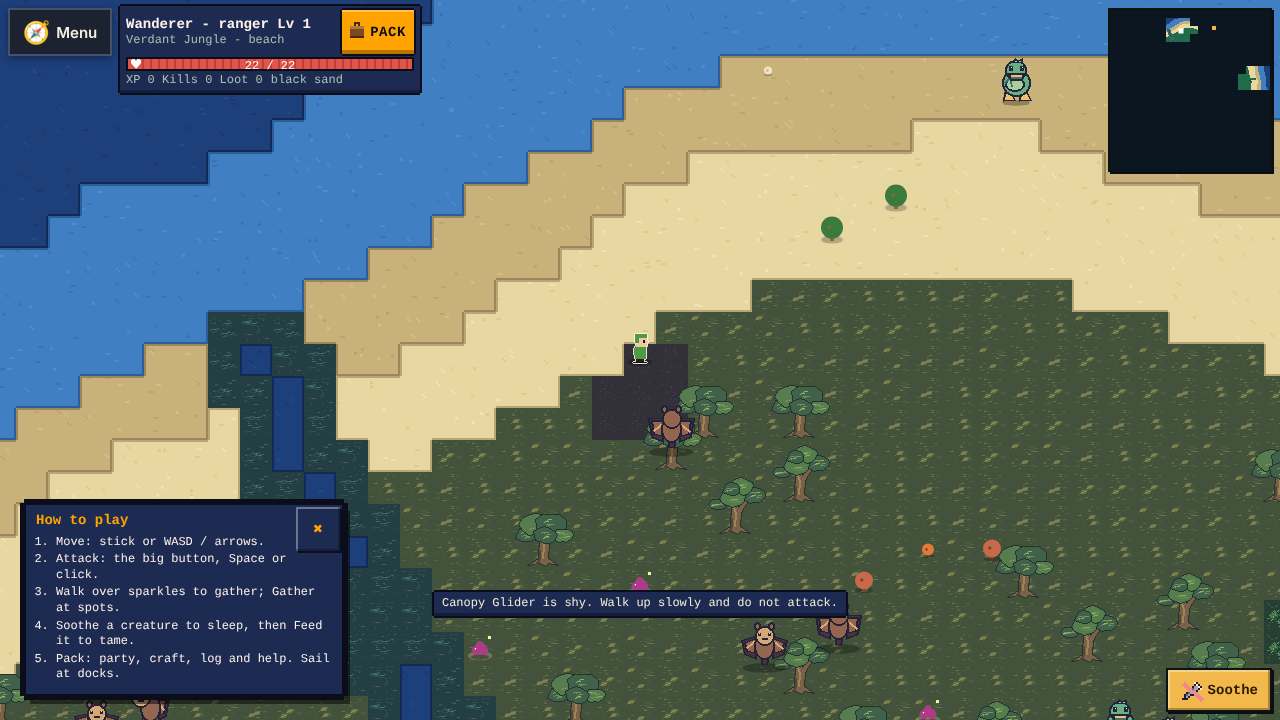 Menu
Wanderer - ranger Lv 1
Verdant Jungle - beach
PACK
22 / 22
XP 0 Kills 0 Loot 0 black sand
How to play
1. Move: stick or WASD / arrows.
2. Attack: the big button, Space or
click.
3. Walk over sparkles to gather; Gather
at spots.
4. Soothe a creature to sleep, then Feed
it to tame.
5. Pack: party, craft, log and help. Sail
at docks.
Canopy Glider is shy. Walk up slowly and do not attack.
Soothe